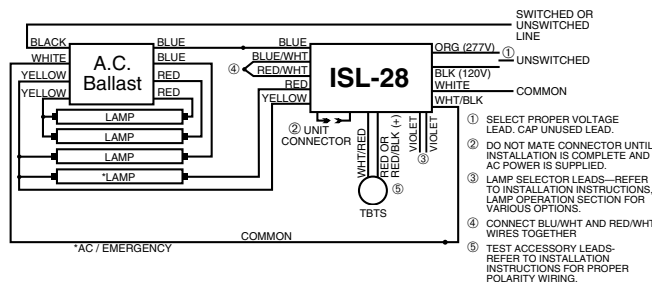 SWITCHED OR
UNSWITCHED
LINE
BLACK
BLUE
BLUE
WHITE
A.C.
Ballast
BLUE
BLUE/WHT
④
RED/WHT
ISL-28
ORG (277V)
①
UNSWITCHED
BLK (120V)
YELLOW
RED
RED
WHITE
COMMON
YELLOW
RED
YELLOW
WHT/BLK
LAMP
LAMP
LAMP
*LAMP
② UNIT
CONNECTOR
WHT/RED
RED OR
RED/BLK (+)
VIOLET
VIOLET
③
⑤
TBTS
COMMON
*AC / EMERGENCY
① SELECT PROPER VOLTAGE
LEAD. CAP UNUSED LEAD.
② DO NOT MATE CONNECTOR UNTIL
INSTALLATION IS COMPLETE AND
AC POWER IS SUPPLIED.
③ LAMP SELECTOR LEADS—REFER
TO INSTALLATION INSTRUCTIONS,
LAMP OPERATION SECTION FOR
VARIOUS OPTIONS.
④ CONNECT BLU/WHT AND RED/WHT
WIRES TOGETHER
⑤ TEST ACCESSORY LEADS-
REFER TO INSTALLATION
INSTRUCTIONS FOR PROPER
POLARITY WIRING.